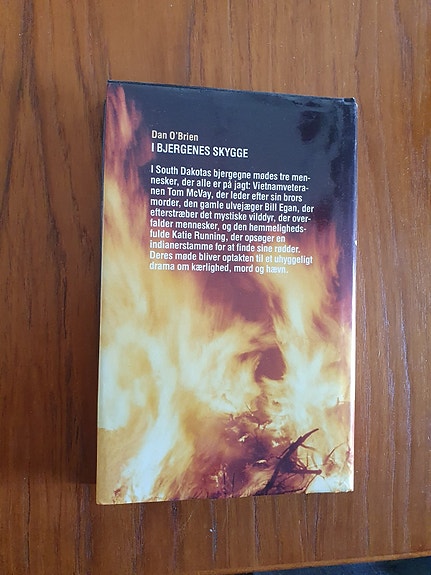 Dan O'Brien
I BJERGENES SKYGGE
I South Dakotas bjergegne mødes tre men-
nesker, der alle er på jagt: Vietnamvetera-
nen Tom McVay, der leder efter sin brors
morder, den gamle ulvejæger Bill Egan, der
efterstræber det mystiske vilddyr, der over-
falder mennesker, og den hemmeligheds-
fulde Katie Running, der opsøger en
indianerstamme for at finde sine rødder.
Deres møde bliver optakten til et uhyggeligt
drama om kærlighed, mord og hævn.